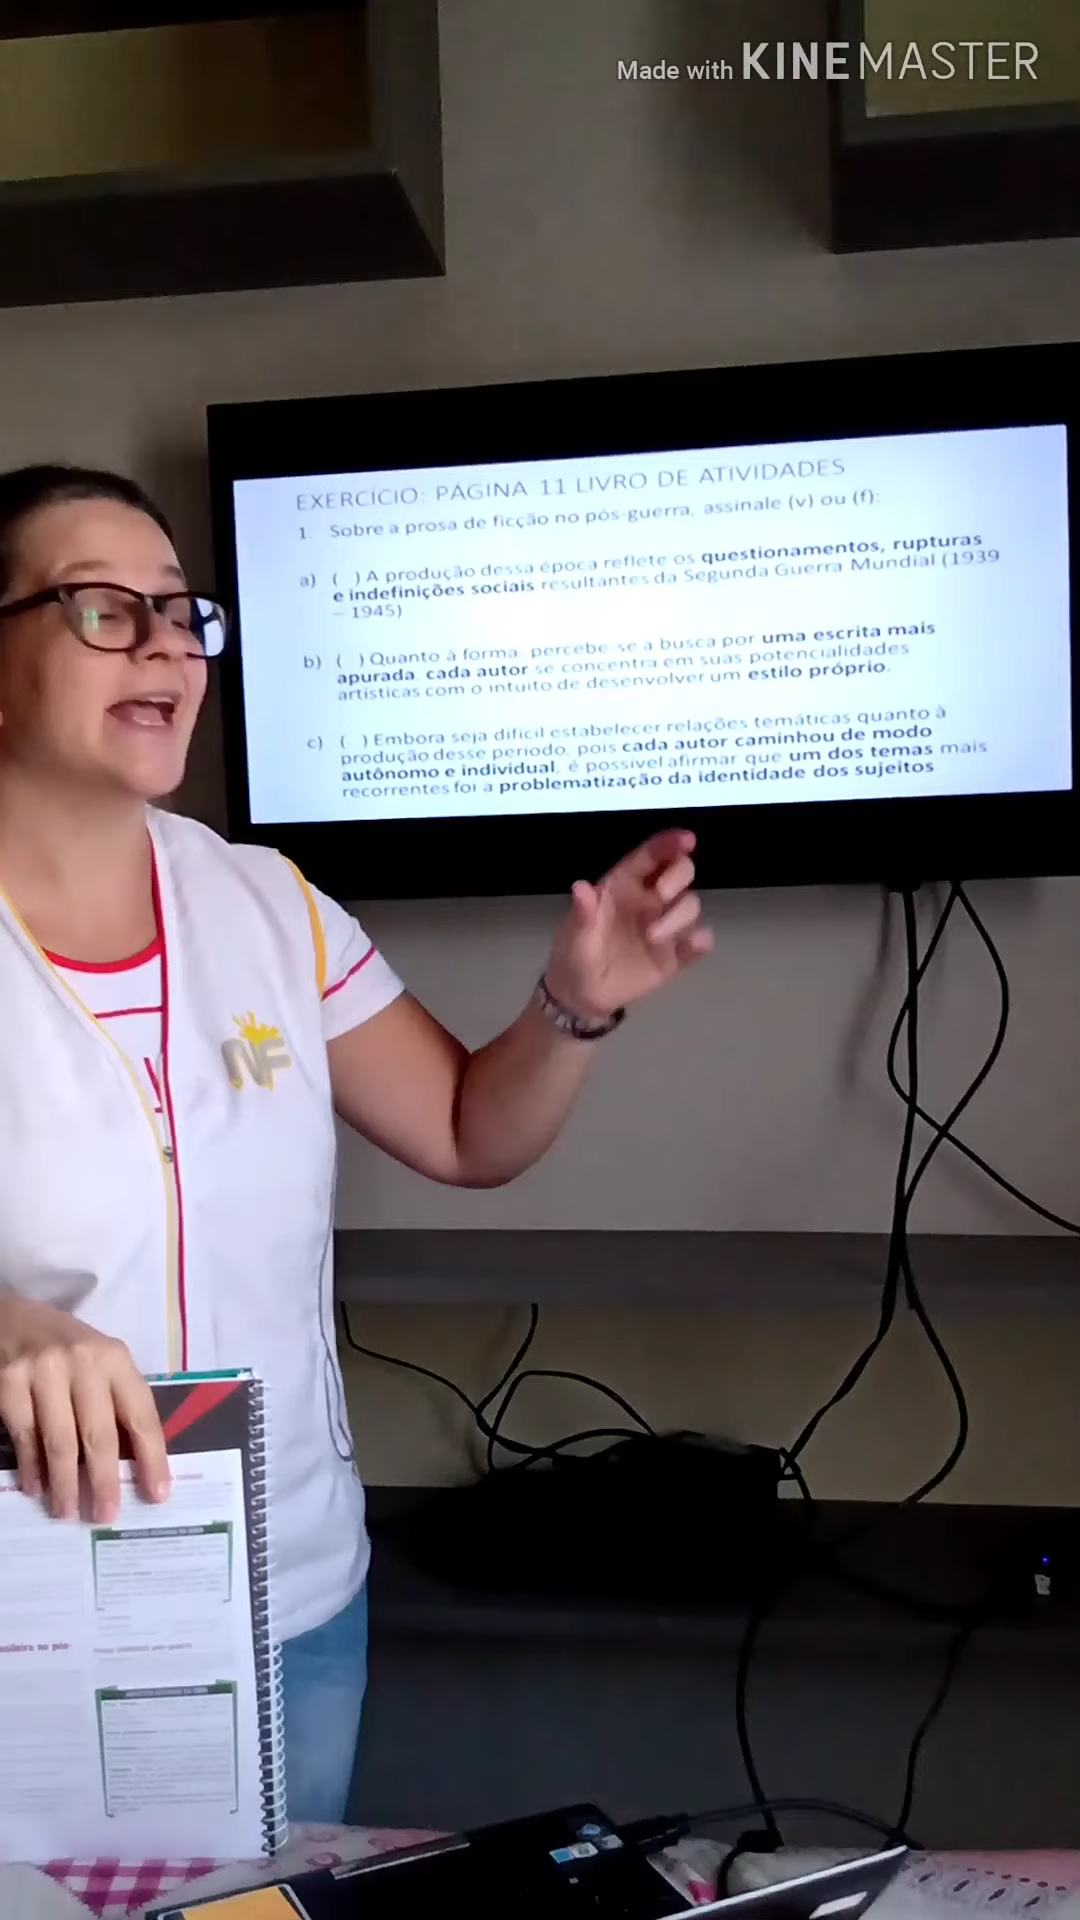 Made with KINEMASTER
EXERCÍCIO: PÁGINA 11 LIVRO DE ATIVIDADES
1. Sobre a prosa de ficção no pós-guerra, assinale (v) ou (f):
a) ( ) A produção dessa época reflete os questionamentos, rupturas
e indefinições sociais resultantes da Segunda Guerra Mundial (1939
– 1945)
b) ( ) Quanto à forma, percebe-se a busca por uma escrita mais
apurada, cada autor se concentra em suas potencialidades
artísticas com o intuito de desenvolver um estilo próprio.
c) ( ) Embora seja difícil estabelecer relações temáticas quanto à
produção desse período, pois cada autor caminhou de modo
autônomo e individual, é possível afirmar que um dos temas mais
recorrentes foi a problematização da identidade dos sujeitos
NF